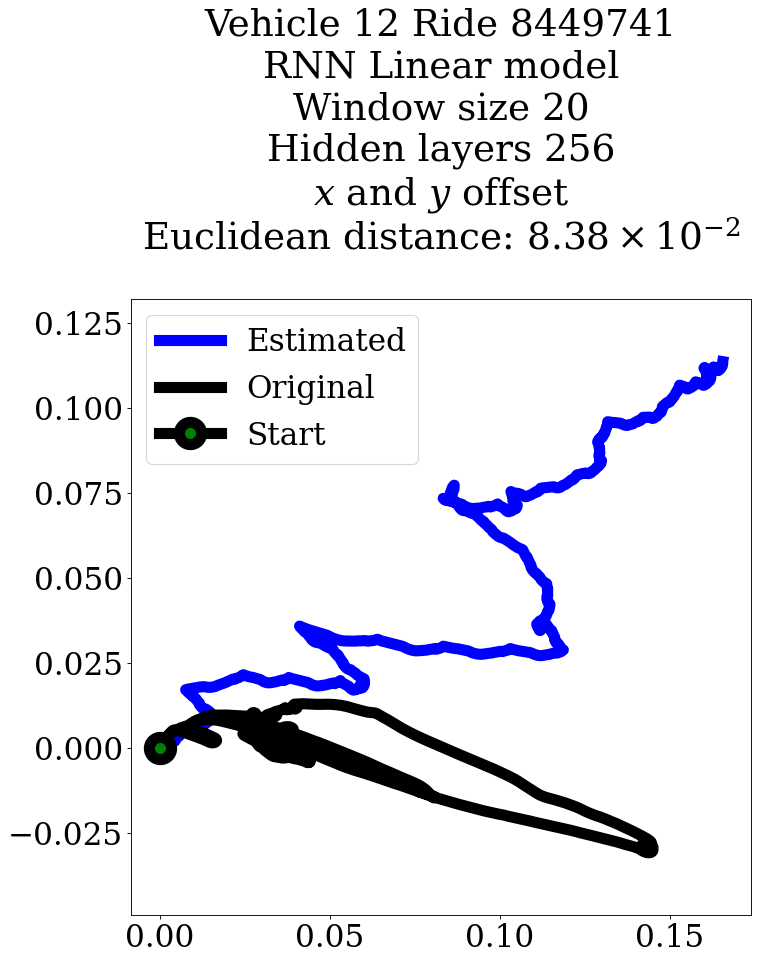 Vehicle 12 Ride 8449741
RNN Linear model
Window size 20
Hidden layers 256
x and y offset
Euclidean distance: 8.38 × 10⁻²
Estimated
Original
Start
0.125
0.100
0.075
0.050
0.025
0.000
−0.025
0.00 0.05 0.10 0.15